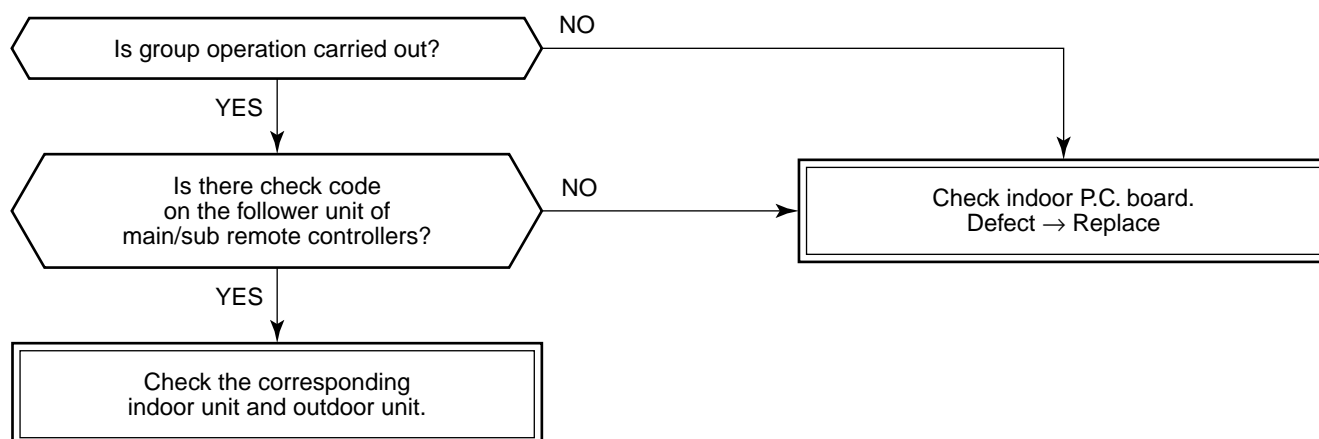 Is group operation carried out?
NO
YES
Is there check code
on the follower unit of
main/sub remote controllers?
NO
Check indoor P.C. board.
Defect → Replace
YES
Check the corresponding
indoor unit and outdoor unit.